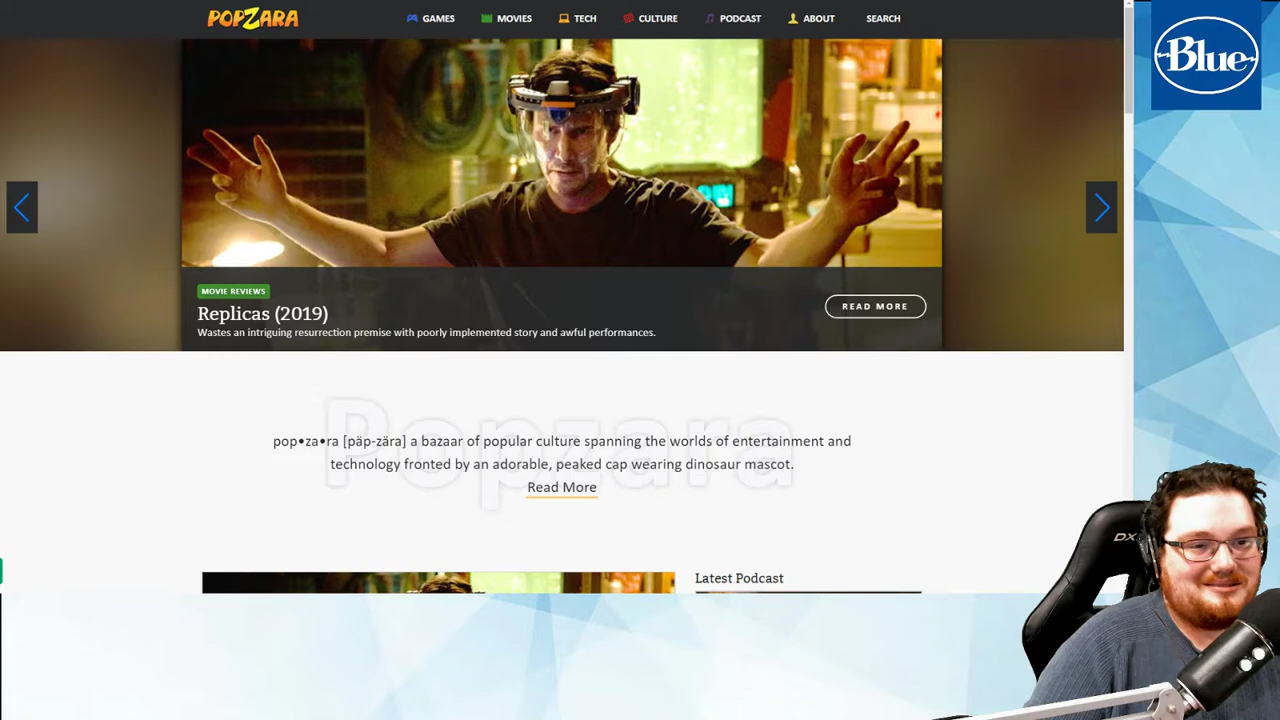 POPZARA
GAMES MOVIES TECH CULTURE PODCAST ABOUT SEARCH
Blue
MOVIE REVIEWS
Replicas (2019)
Wastes an intriguing resurrection premise with poorly implemented story and awful performances.
READ MORE
Popzara
pop•za•ra [päp-zära] a bazaar of popular culture spanning the worlds of entertainment and
technology fronted by an adorable, peaked cap wearing dinosaur mascot.
Read More
DX
Latest Podcast